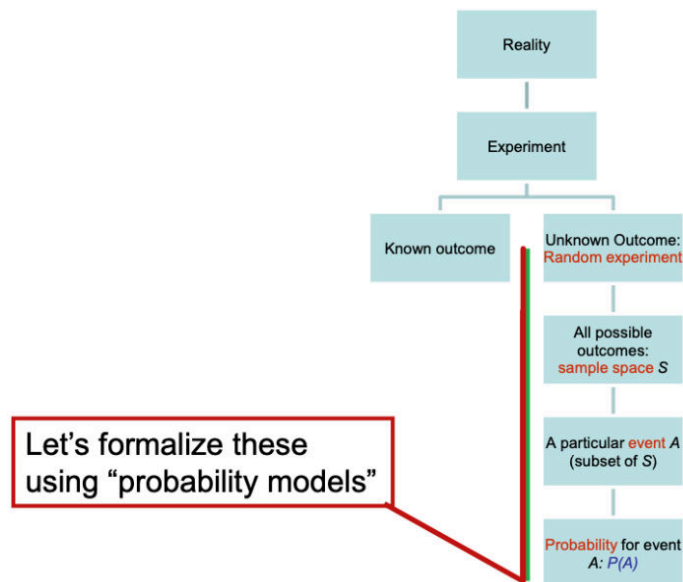 Reality
Experiment
Known outcome
Unknown Outcome:
Random experiment
All possible
outcomes:
sample space S
A particular event A
(subset of S)
Probability for event
A: P(A)
Let's formalize these
using “probability models”